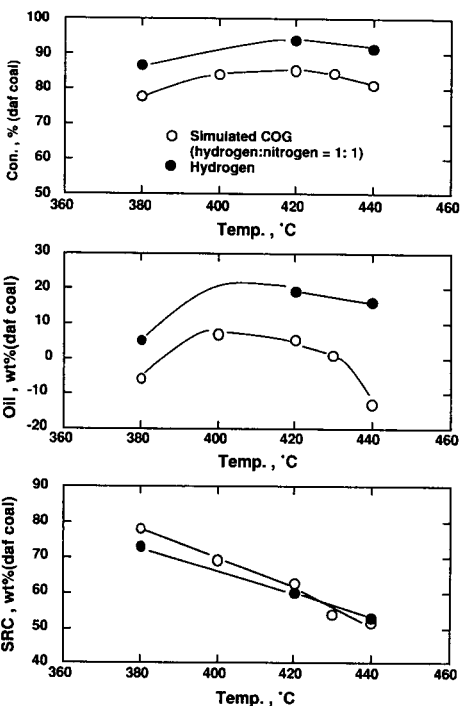 100
90
80
70
60
50
Con. , % (daf coal)
Simulated COG
(hydrogen:nitrogen = 1: 1)
Hydrogen
360 380 400 420 440 460
Temp. , ˚C
30
20
10
0
-10
-20
Oil , wt%(daf coal)
360 380 400 420 440 460
Temp. , ˚C
90
80
70
60
50
40
SRC , wt%(daf coal)
360 380 400 420 440 460
Temp. , ˚C